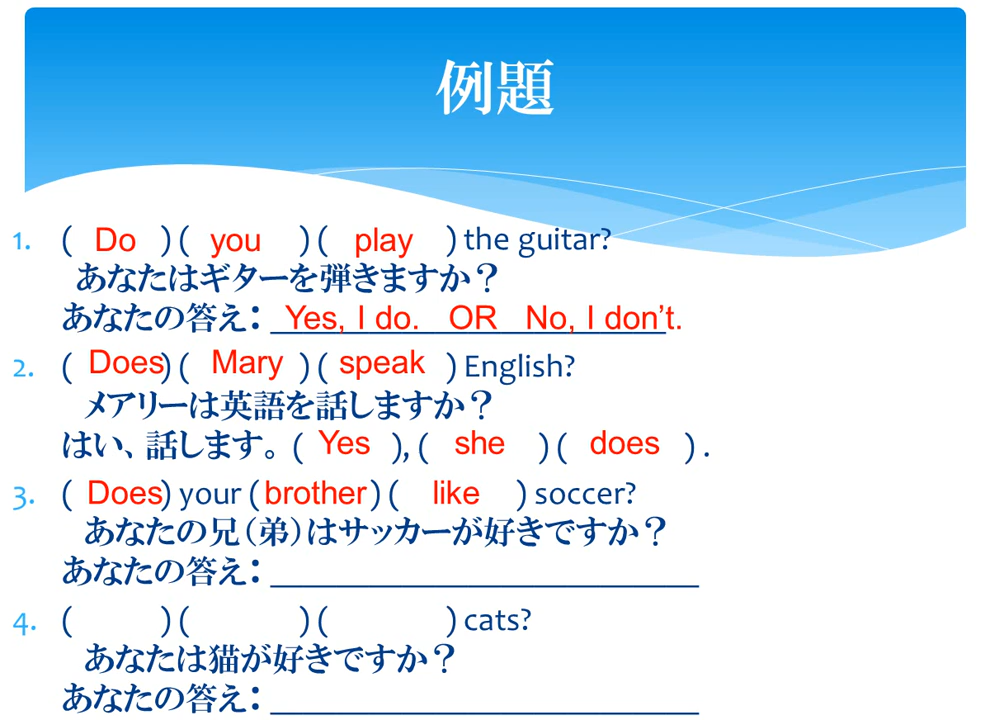 例題
1. ( Do )( you )( play ) the guitar?
あなたはギターを弾きますか？
あなたの答え：＿Yes, I do. OR No, I don't.
2. ( Does)( Mary )( speak ) English?
メアリーは英語を話しますか？
はい、話します。( Yes ), ( she )( does ) .
3. ( Does) your (brother)( like ) soccer?
あなたの兄（弟）はサッカーが好きですか？
あなたの答え：＿＿＿＿＿＿＿＿＿＿＿＿
4. ( )( )( ) cats?
あなたは猫が好きですか？
あなたの答え：＿＿＿＿＿＿＿＿＿＿＿＿